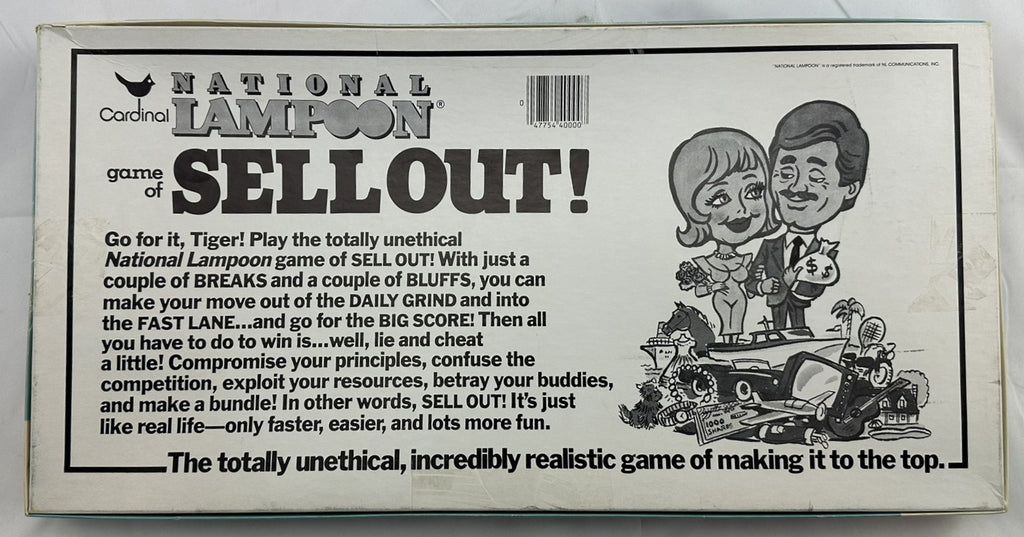 "NATIONAL LAMPOON" is a registered trademark of NL COMMUNICATIONS, INC.
Cardinal
NATIONAL
LAMPOON®
0 47754 40000
game of
SELL OUT!
Go for it, Tiger! Play the totally unethical
National Lampoon game of SELL OUT! With just a
couple of BREAKS and a couple of BLUFFS, you can
make your move out of the DAILY GRIND and into
the FAST LANE...and go for the BIG SCORE! Then all
you have to do to win is...well, lie and cheat
a little! Compromise your principles, confuse the
competition, exploit your resources, betray your buddies,
and make a bundle! In other words, SELL OUT! It's just
like real life—only faster, easier, and lots more fun.
$ $
1000
SHARES
The totally unethical, incredibly realistic game of making it to the top.